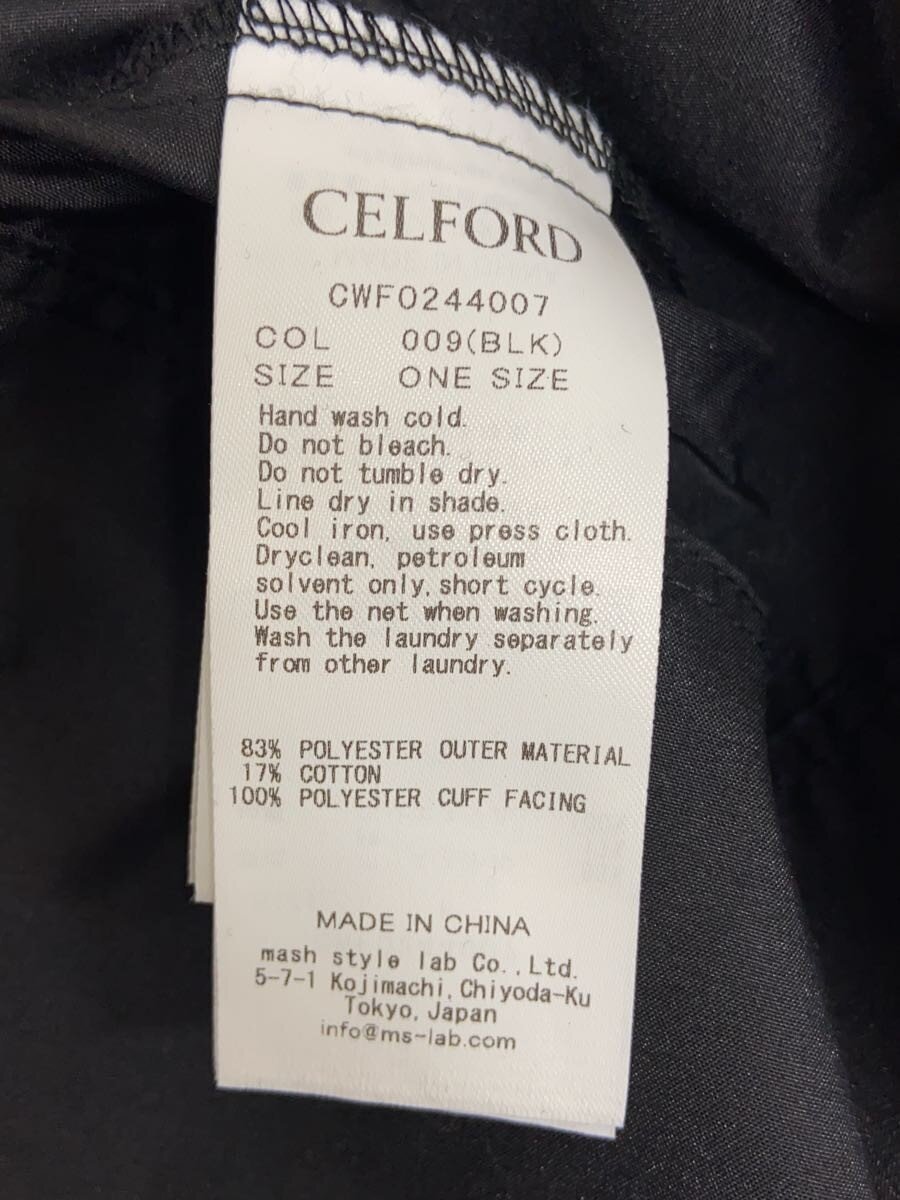 CELFORD
CWF0244007
COL 009(BLK)
SIZE ONE SIZE
Hand wash cold.
Do not bleach.
Do not tumble dry.
Line dry in shade.
Cool iron, use press cloth.
Dryclean, petroleum
solvent only, short cycle.
Use the net when washing.
Wash the laundry separately
from other laundry.
83% POLYESTER OUTER MATERIAL
17% COTTON
100% POLYESTER CUFF FACING
MADE IN CHINA
mash style lab Co.,Ltd.
5-7-1 Kojimachi, Chiyoda-Ku
Tokyo, Japan
info@ms-lab.com